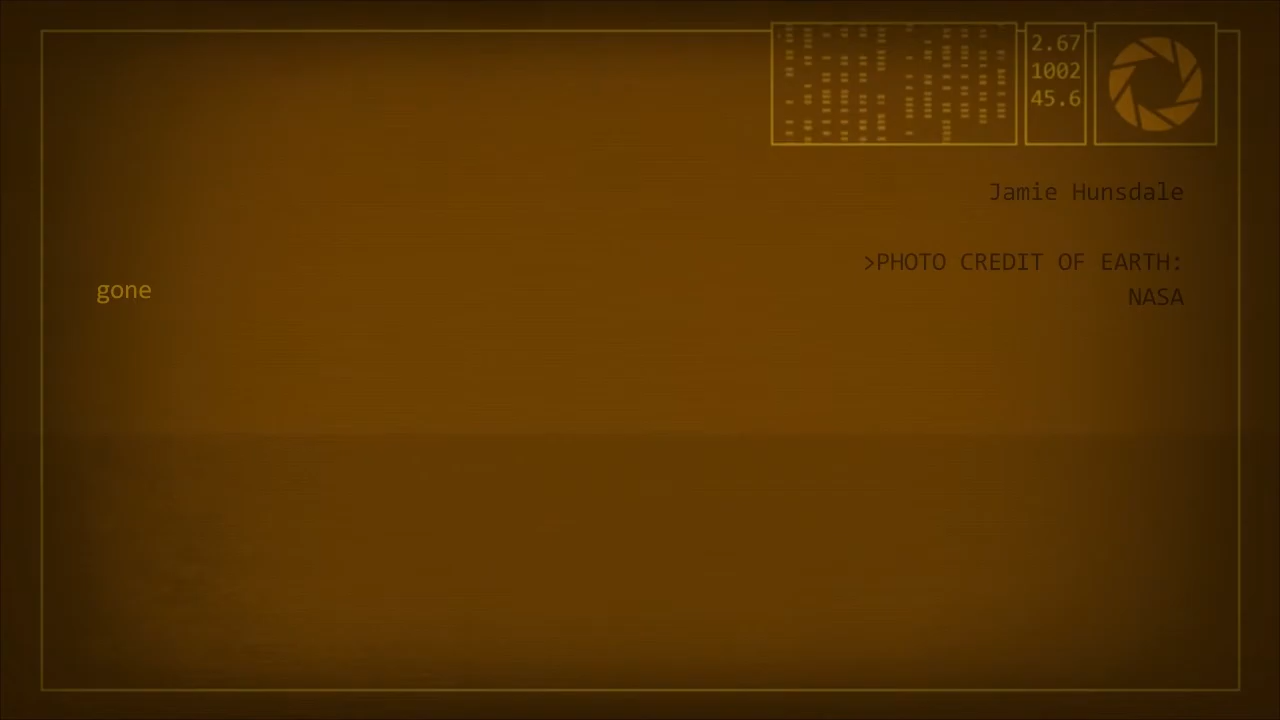 2.67
1002
45.6
Jamie Hunsdale
>PHOTO CREDIT OF EARTH:
NASA
gone